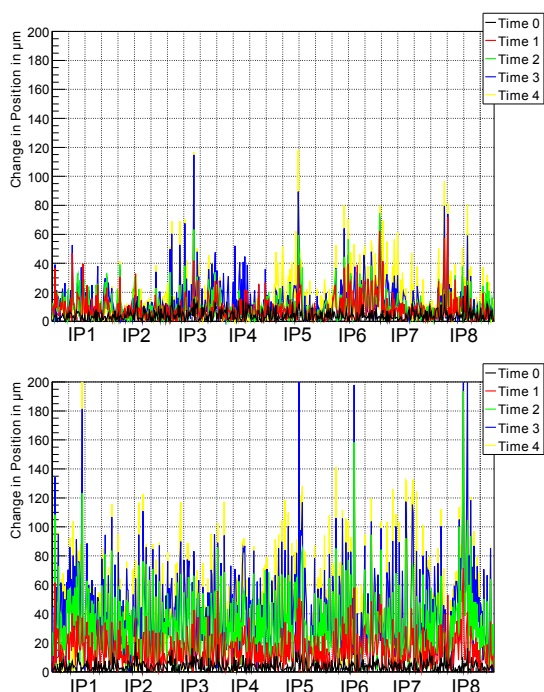 Change in Position in µm
200
180
160
140
120
100
80
60
40
20
0
Time 0
Time 1
Time 2
Time 3
Time 4
IP1 IP2 IP3 IP4 IP5 IP6 IP7 IP8
Change in Position in µm
200
180
160
140
120
100
80
60
40
20
0
Time 0
Time 1
Time 2
Time 3
Time 4
IP1 IP2 IP3 IP4 IP5 IP6 IP7 IP8